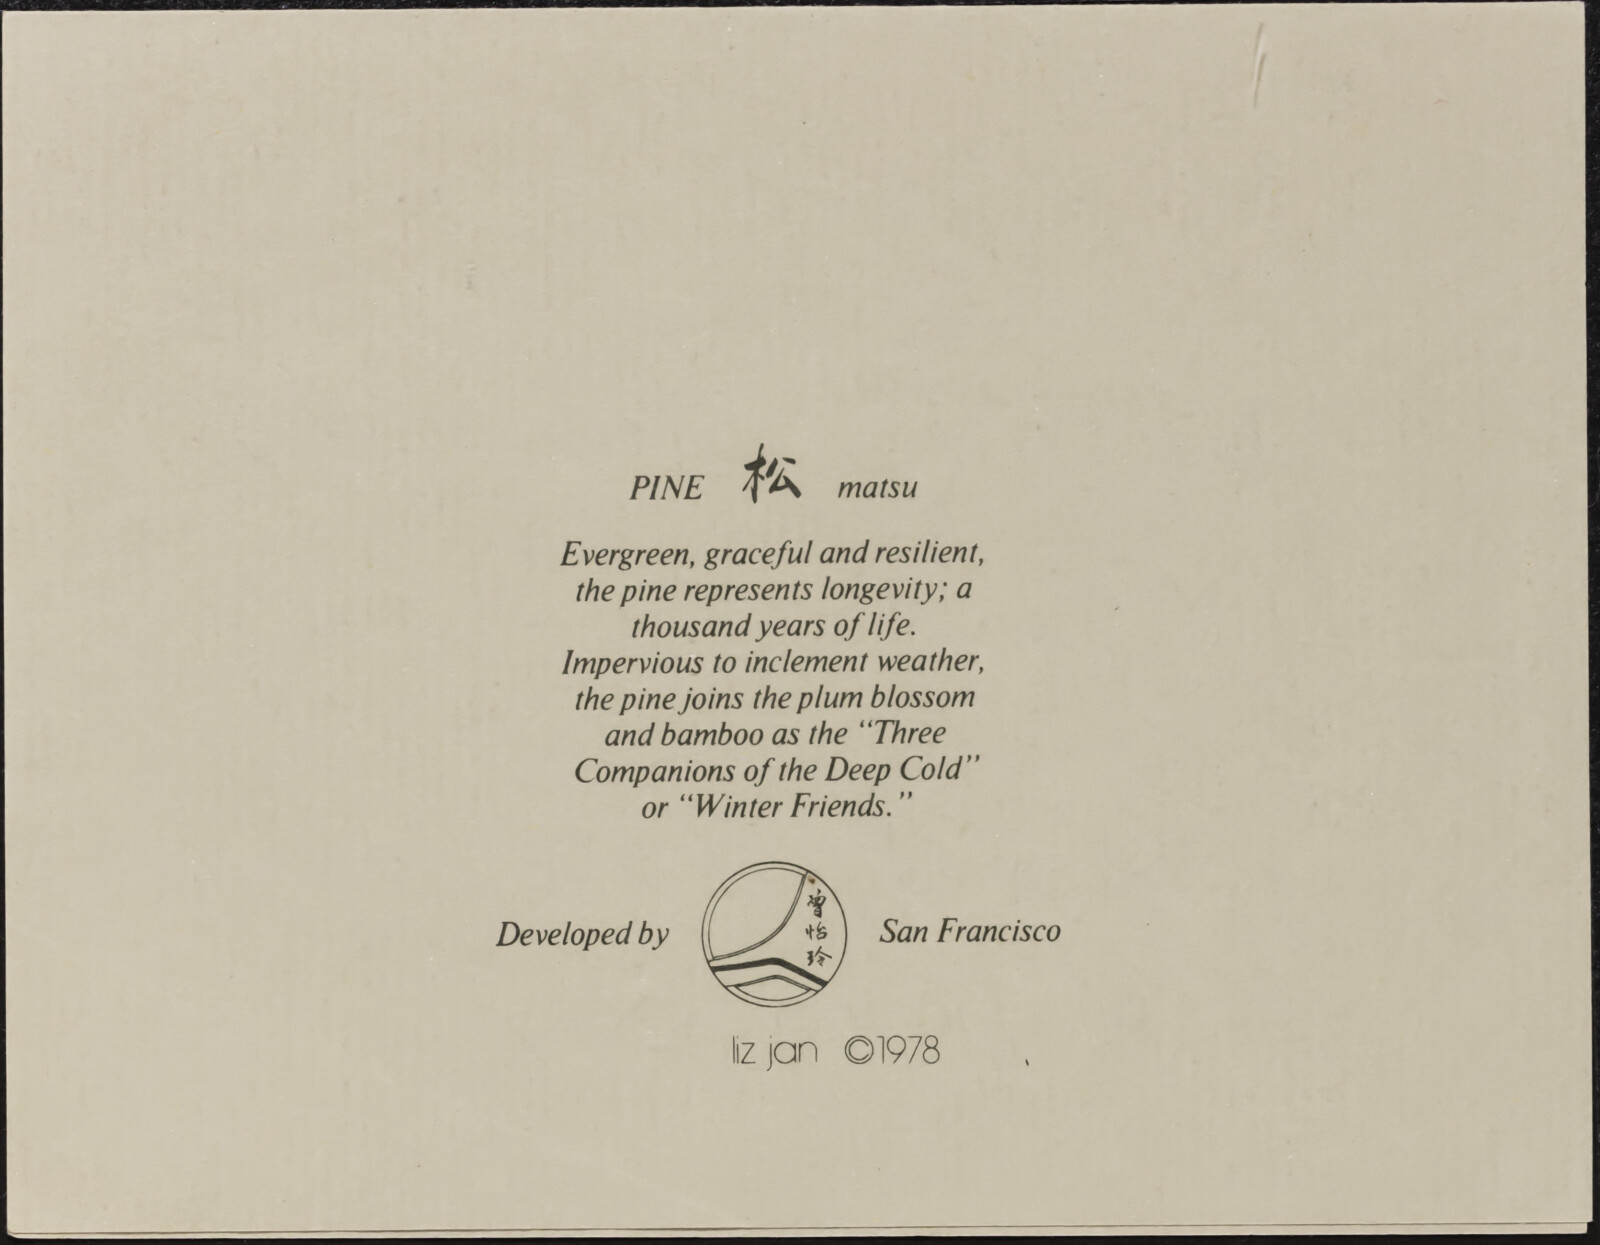 PINE 松 matsu
Evergreen, graceful and resilient,
the pine represents longevity; a
thousand years of life.
Impervious to inclement weather,
the pine joins the plum blossom
and bamboo as the “Three
Companions of the Deep Cold”
or “Winter Friends.”
Developed by
曾怡玲
San Francisco
liz jan ©1978